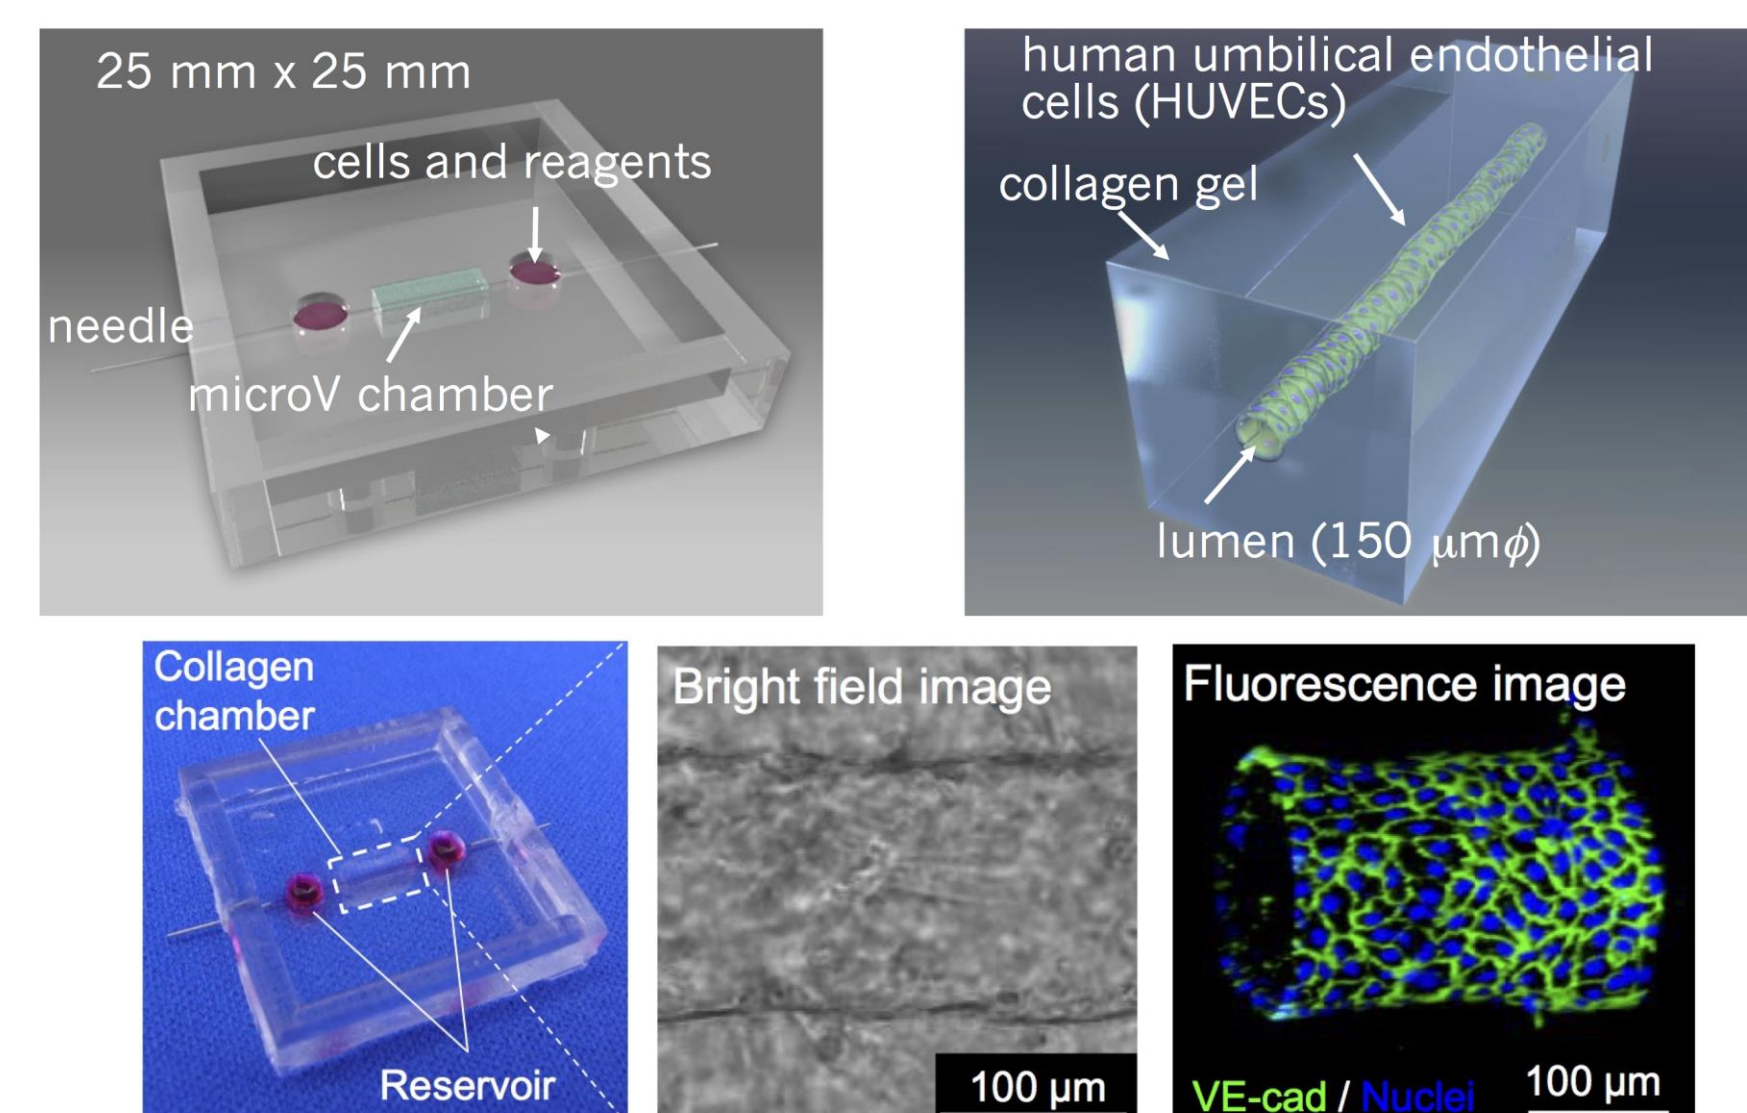 25 mm x 25 mm
cells and reagents
needle
microV chamber
human umbilical endothelial
cells (HUVECs)
collagen gel
lumen (150 μmϕ)
Collagen
chamber
Reservoir
Bright field image
100 µm
Fluorescence image
VE-cad / Nuclei
100 µm